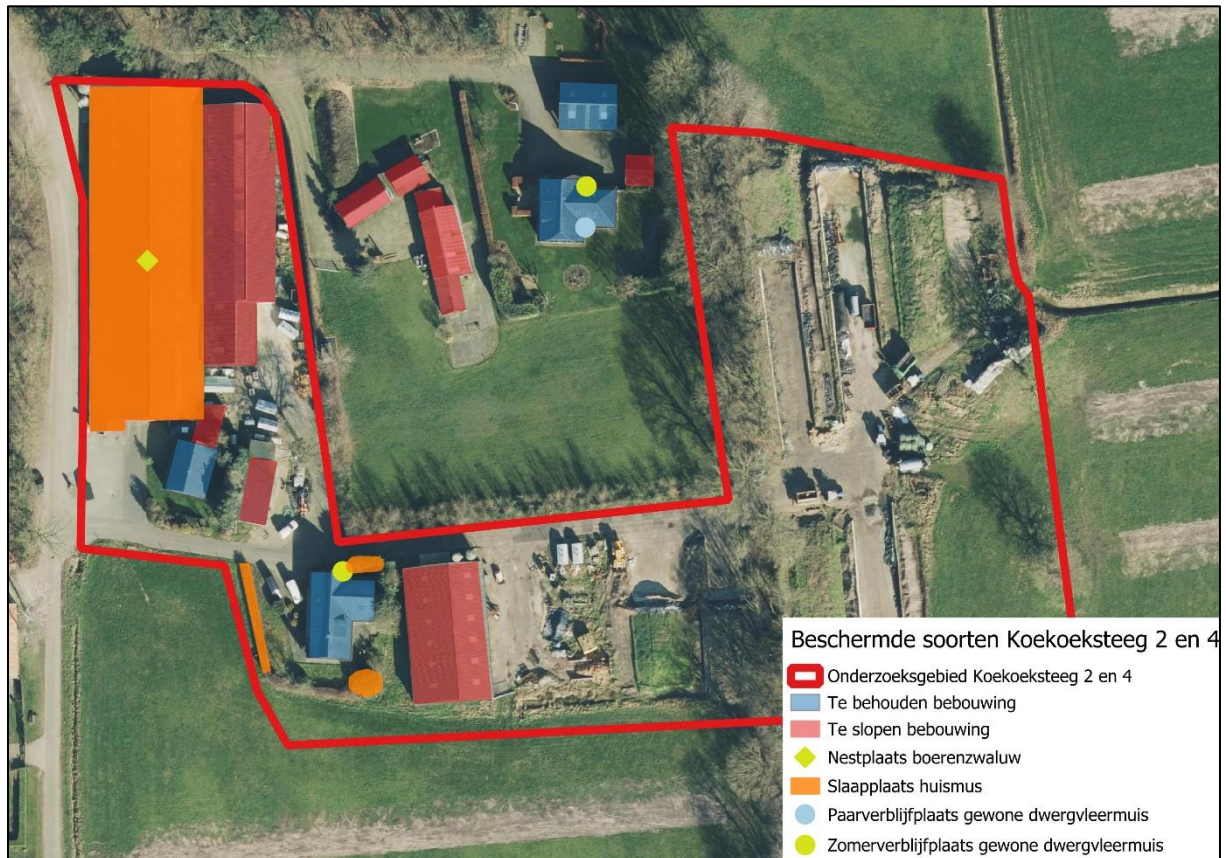 Beschermde soorten Koekoeksteeg 2 en 4
Onderzoeksgebied Koekoeksteeg 2 en 4
Te behouden bebouwing
Te slopen bebouwing
Nestplaats boerenzwaluw
Slaapplaats huismus
Paarverblijfplaats gewone dwergvleermuis
Zomerverblijfplaats gewone dwergvleermuis